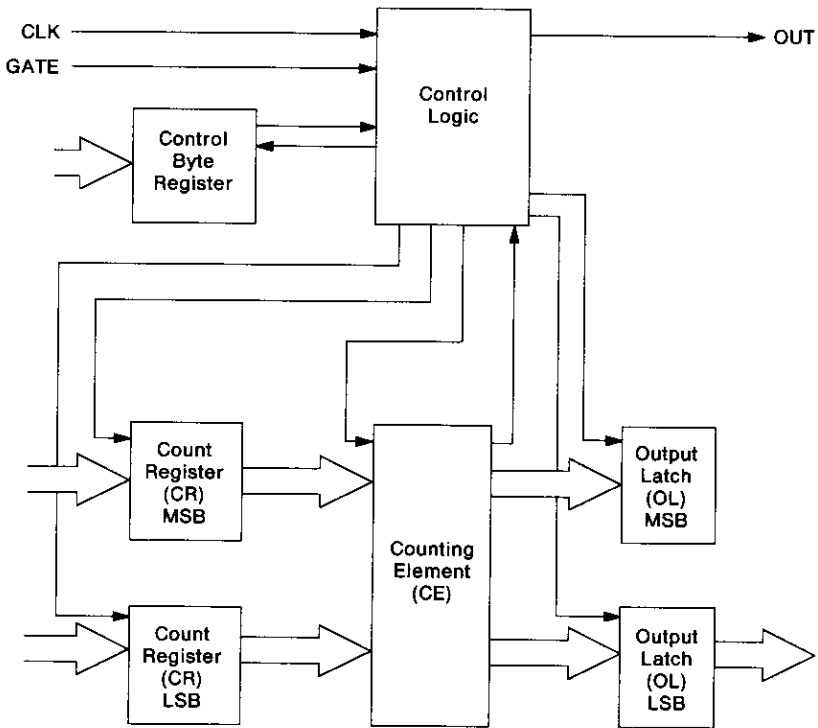 CLK
GATE
OUT
Control
Logic
Control
Byte
Register
Count
Register
(CR)
MSB
Counting
Element
(CE)
Output
Latch
(OL)
MSB
Count
Register
(CR)
LSB
Output
Latch
(OL)
LSB